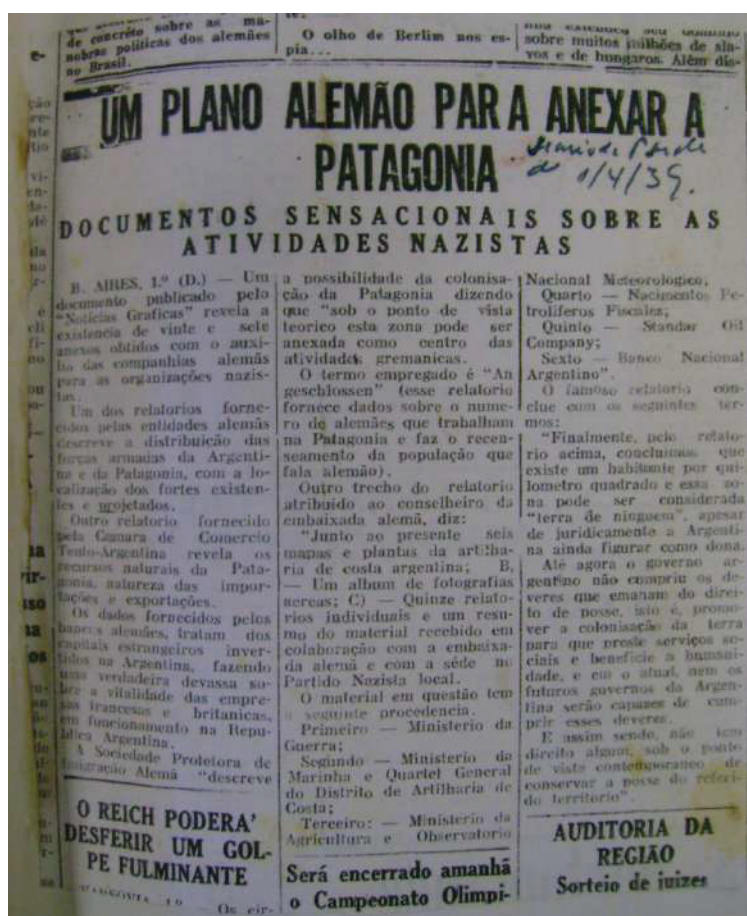 de concréto sobre as ma-
nobras politicas dos alemães
no Brasil.
O olho de Berlim nos es-
pia...
sobre muitos milhões de sla-
vos e de hungaros. Além dis-
UM PLANO ALEMÃO PARA ANEXAR A
PATAGONIA
de 1/4/39.
DOCUMENTOS SENSACIONAIS SOBRE AS
ATIVIDADES NAZISTAS
B. AIRES, 1.º (D.) — Um
documento publicado pelo
"Noticias Graficas" revela a
existencia de vinte e sete
anexos obtidos com o auxi-
lio das companhias alemãs
para as organizações nazis-
tas.
Um dos relatorios forne-
cidos pelas entidades alemãs
descreve a distribuição das
forças armadas da Argenti-
na e da Patagonia, com a lo-
calização dos fortes existen-
tes e projetados.
Outro relatorio fornecido
pela Camara de Comercio
Teuto-Argentina revela os
recursos naturais da Pata-
gonia, natureza das impor-
tações e exportações.
Os dados fornecidos pelos
bancos alemães, tratam dos
capitais estrangeiros inver-
tidos na Argentina, fazendo
uma verdadeira devassa so-
bre a vitalidade das empre-
sas francesas e britanicas,
em funcionamento na Repu-
blica Argentina.
A Sociedade Protetora de
Emigração Alemã "descreve
a possibilidade da colonisa-
ção da Patagonia dizendo
que "sob o ponto de vista
teorico esta zona pode ser
anexada como centro das
atividades gremanicas.
O termo empregado é "An
geschlossen" (esse relatorio
fornece dados sobre o nume-
ro de alemães que trabalham
na Patagonia e faz o recen-
seamento da população que
fala alemão).
Outro trecho do relatorio
atribuido ao conselheiro da
embaixada alemã, diz:
"Junto ao presente seis
mapas e plantas da artilha-
ria de costa argentina; B,
— Um album de fotografias
aereas; C) — Quinze relato-
rios individuais e um resu-
mo do material recebido em
colaboração com a embaixa-
da alemã e com a séde no
Partido Nazista local.
O material em questão tem
a seguinte procedencia.
Primeiro — Ministerio da
Guerra;
Segundo — Ministerio da
Marinha e Quartel General
do Distrito de Artilharia de
Costa;
Terceiro: — Ministerio da
Agricultura e Observatorio
Nacional Meteorologico;
Quarto — Nacimentos Pe-
troliferos Fiscales;
Quinto — Standar Oil
Company;
Sexto — Banco Nacional
Argentino".
O famoso relatorio con-
clue com os seguintes ter-
mos:
"Finalmente, pelo relato-
rio acima, concluimos que
existe um habitante por qui-
lometro quadrado e essa zo-
na pode ser considerada
"terra de ninguem", apesar
de juridicamente a Argenti-
na ainda figurar como dona.
Até agora o governo ar-
gentino não cumpriu os de-
veres que emanam do direi-
to de posse, isto é, promo-
ver a colonisação da terra
para que preste serviços so-
ciais e beneficie a humani-
dade, e em o atual, nem os
futuros governos da Argen-
tina serão capazes de cum-
prir esses deveres.
E assim sendo, não tem
direito algum, sob o ponto
de vista contemporaneo de
conservar a posse do referi-
do territorio".
O REICH PODERA'
DESFERIR UM GOL-
PE FULMINANTE
Os cir-
Será encerrado amanhã
o Campeonato Olimpi-
AUDITORIA DA
REGIÃO
Sorteio de juizes